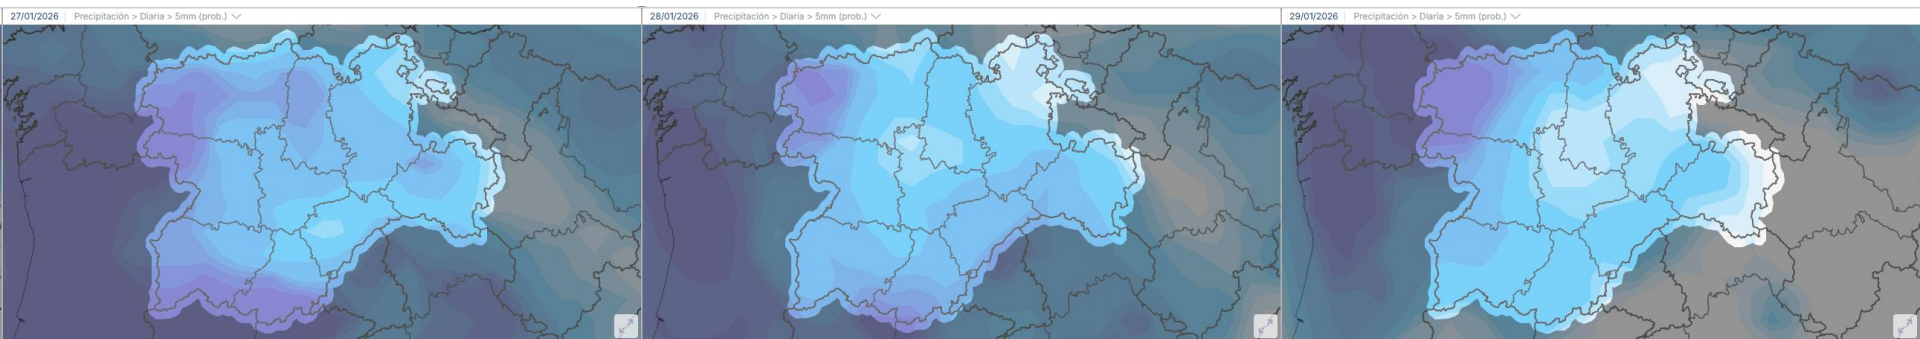 27/01/2026 Precipitación > Diaria > 5mm (prob.)
28/01/2026 Precipitación > Diaria > 5mm (prob.)
29/01/2026 Precipitación > Diaria > 5mm (prob.)